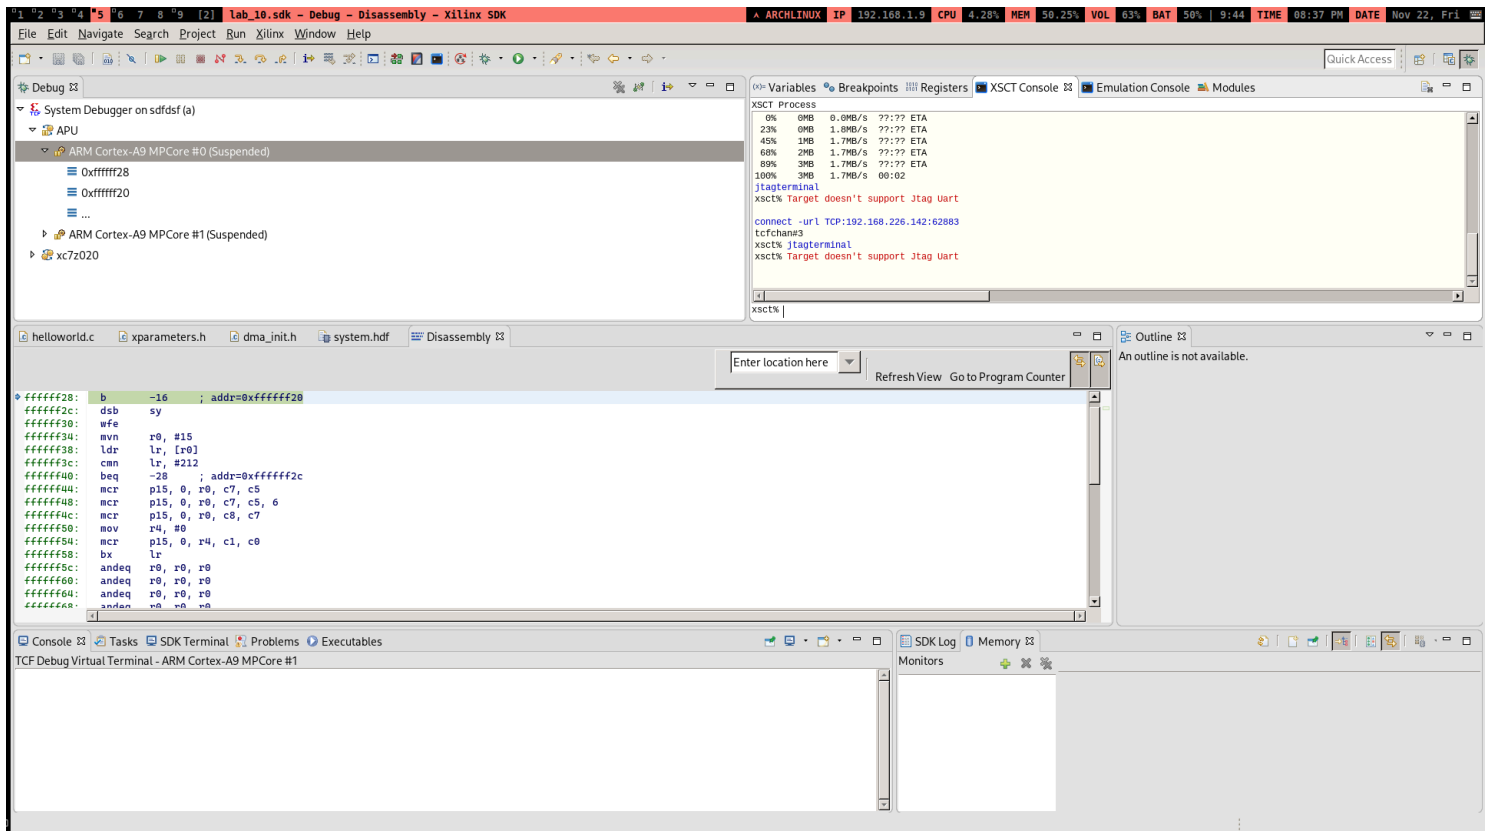 1 2 3 4 5 6 7 8 9 [2] lab_10.sdk – Debug – Disassembly – Xilinx SDK
ARCHLINUX IP 192.168.1.9 CPU 4.28% MEM 50.25% VOL 63% BAT 50% | 9:44 TIME 08:37 PM DATE Nov 22, Fri
File Edit Navigate Search Project Run Xilinx Window Help
Quick Access
Debug
System Debugger on sdfdsf (a)
APU
ARM Cortex-A9 MPCore #0 (Suspended)
0xffffff28
0xffffff20
...
ARM Cortex-A9 MPCore #1 (Suspended)
xc7z020
Variables Breakpoints Registers XSCT Console Emulation Console Modules
XSCT Process
0% 0MB 0.0MB/s ??:?? ETA
23% 0MB 1.8MB/s ??:?? ETA
45% 1MB 1.7MB/s ??:?? ETA
68% 2MB 1.7MB/s ??:?? ETA
89% 3MB 1.7MB/s ??:?? ETA
100% 3MB 1.7MB/s 00:02
jtagterminal
xsct% Target doesn't support Jtag Uart
connect -url TCP:192.168.226.142:62883
tcfchan#3
xsct% jtagterminal
xsct% Target doesn't support Jtag Uart
xsct%
helloworld.c xparameters.h dma_init.h system.hdf Disassembly
Enter location here
Refresh View Go to Program Counter
ffffff28: b -16 ; addr=0xffffff20
ffffff2c: dsb sy
ffffff30: wfe
ffffff34: mvn r0, #15
ffffff38: ldr lr, [r0]
ffffff3c: cmn lr, #212
ffffff40: beq -28 ; addr=0xffffff2c
ffffff44: mcr p15, 0, r0, c7, c5
ffffff48: mcr p15, 0, r0, c7, c5, 6
ffffff4c: mcr p15, 0, r0, c8, c7
ffffff50: mov r4, #0
ffffff54: mcr p15, 0, r4, c1, c0
ffffff58: bx lr
ffffff5c: andeq r0, r0, r0
ffffff60: andeq r0, r0, r0
ffffff64: andeq r0, r0, r0
ffffff68: andeq r0, r0, r0
Outline
An outline is not available.
Console Tasks SDK Terminal Problems Executables
TCF Debug Virtual Terminal - ARM Cortex-A9 MPCore #1
SDK Log Memory
Monitors